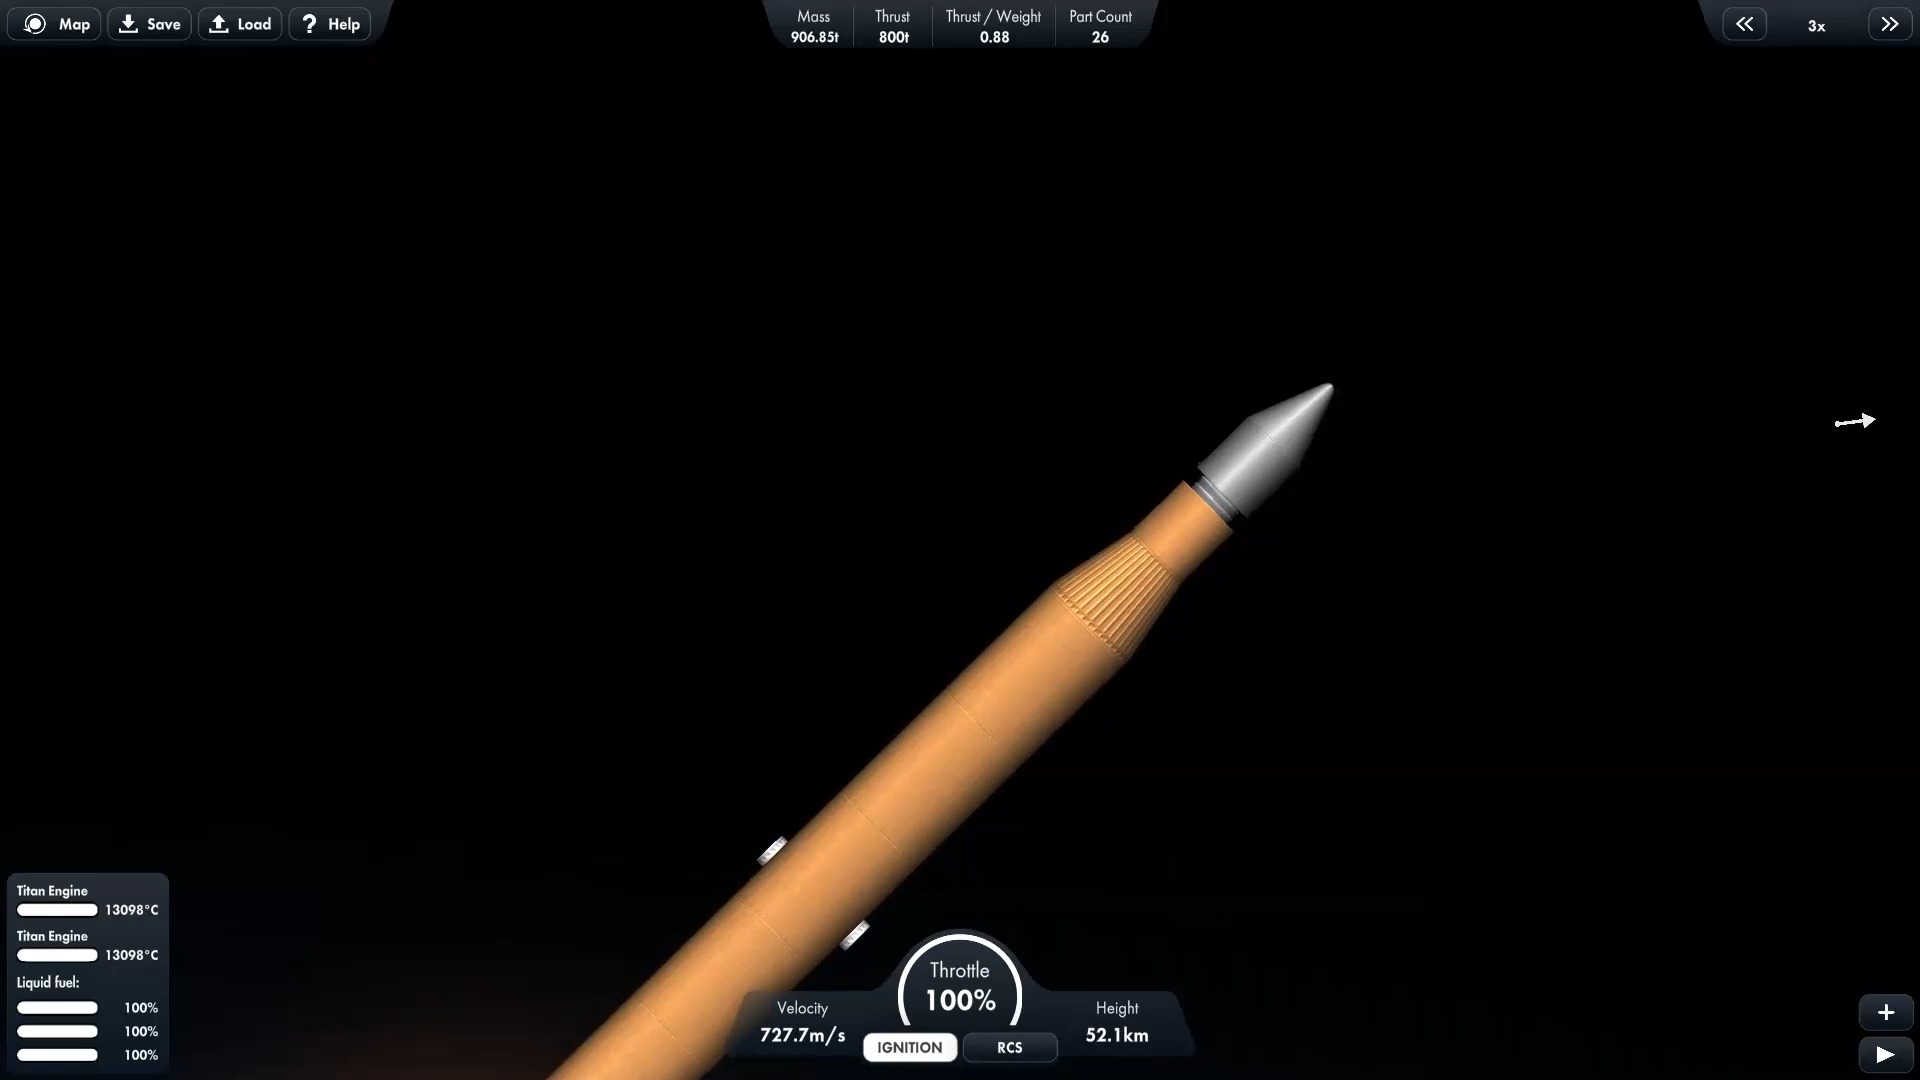 Map
Save
Load
Help
Mass
906.85t
Thrust
800t
Thrust / Weight
0.88
Part Count
26
3x
Titan Engine
13098°C
Titan Engine
13098°C
Liquid fuel:
100%
100%
100%
Throttle
100%
Velocity
727.7m/s
Height
52.1km
IGNITION
RCS